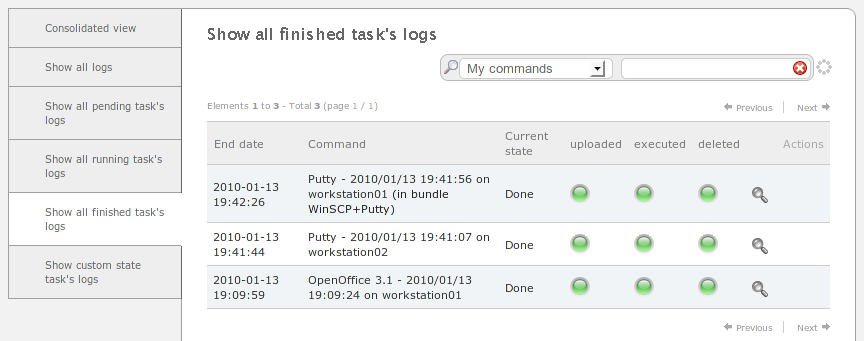 Consolidated view
Show all logs
Show all pending task's
logs
Show all running task's
logs
Show all finished task's
logs
Show custom state
task's logs
Show all finished task's logs
My commands
Elements 1 to 3 - Total 3 (page 1 / 1)
Previous | Next
End date Command Current state uploaded executed deleted Actions
2010-01-13 Putty - 2010/01/13 19:41:56 on
19:42:26 workstation01 (in bundle Done
WinSCP+Putty)
2010-01-13 Putty - 2010/01/13 19:41:07 on
19:41:44 workstation02 Done
2010-01-13 OpenOffice 3.1 - 2010/01/13
19:09:59 19:09:24 on workstation01 Done
Previous | Next